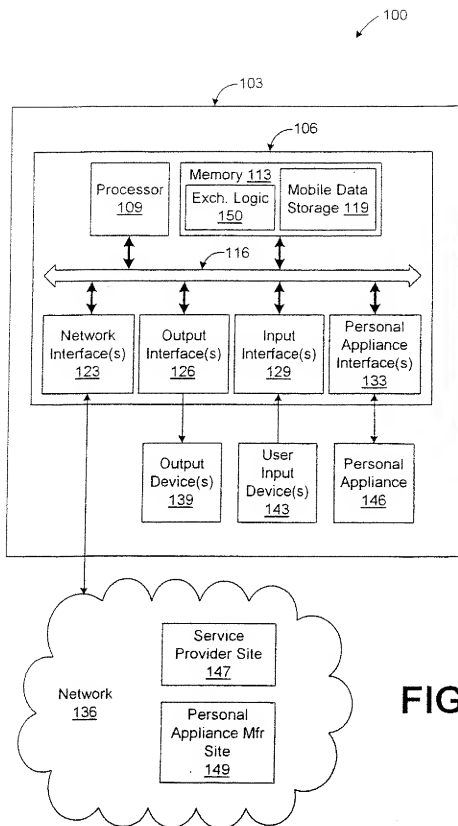 100
103
106
Processor
109
Memory 113
Exch. Logic
150
Mobile Data
Storage 119
116
Network
Interface(s)
123
Output
Interface(s)
126
Input
Interface(s)
129
Personal
Appliance
Interface(s)
133
Output
Device(s)
139
User
Input
Device(s)
143
Personal
Appliance
146
Network
136
Service
Provider Site
147
Personal
Appliance Mfr
Site
149
FIG